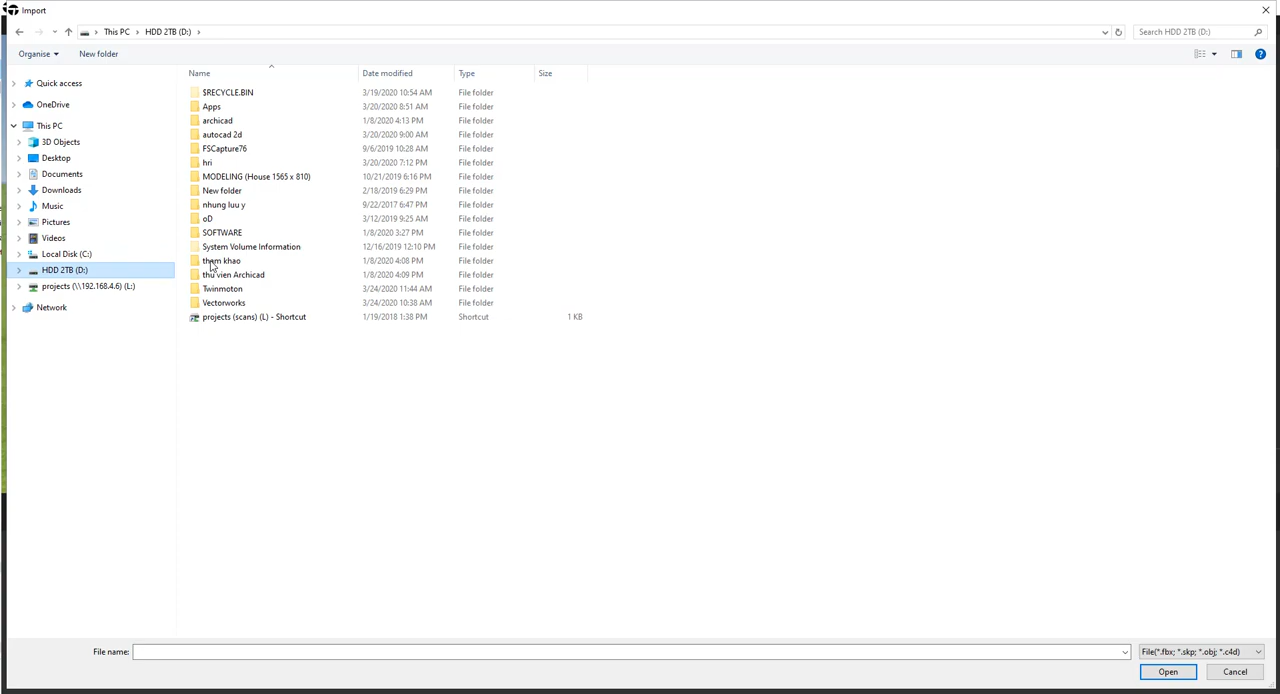 Import
This PC > HDD 2TB (D:) >
Search HDD 2TB (D:)
Organise
New folder
Name
Date modified
Type
Size
Quick access
OneDrive
This PC
3D Objects
Desktop
Documents
Downloads
Music
Pictures
Videos
Local Disk (C:)
HDD 2TB (D:)
projects (\\192.168.4.6) (L:)
Network
$RECYCLE.BIN 3/19/2020 10:54 AM File folder
Apps 3/20/2020 8:51 AM File folder
archicad 1/8/2020 4:13 PM File folder
autocad 2d 3/20/2020 9:00 AM File folder
FSCapture76 9/6/2019 10:28 AM File folder
hri 3/20/2020 7:12 PM File folder
MODELING (House 1565 x 810) 10/21/2019 6:16 PM File folder
New folder 2/18/2019 6:29 PM File folder
nhung luu y 9/22/2017 6:47 PM File folder
oD 3/12/2019 9:25 AM File folder
SOFTWARE 1/8/2020 3:27 PM File folder
System Volume Information 12/16/2019 12:10 PM File folder
tham khao 1/8/2020 4:08 PM File folder
thu vien Archicad 1/8/2020 4:09 PM File folder
Twinmoton 3/24/2020 11:44 AM File folder
Vectorworks 3/24/2020 10:38 AM File folder
projects (scans) (L) - Shortcut 1/19/2018 1:38 PM Shortcut 1 KB
File name:
File(*.fbx; *.skp; *.obj; *.c4d)
Open
Cancel